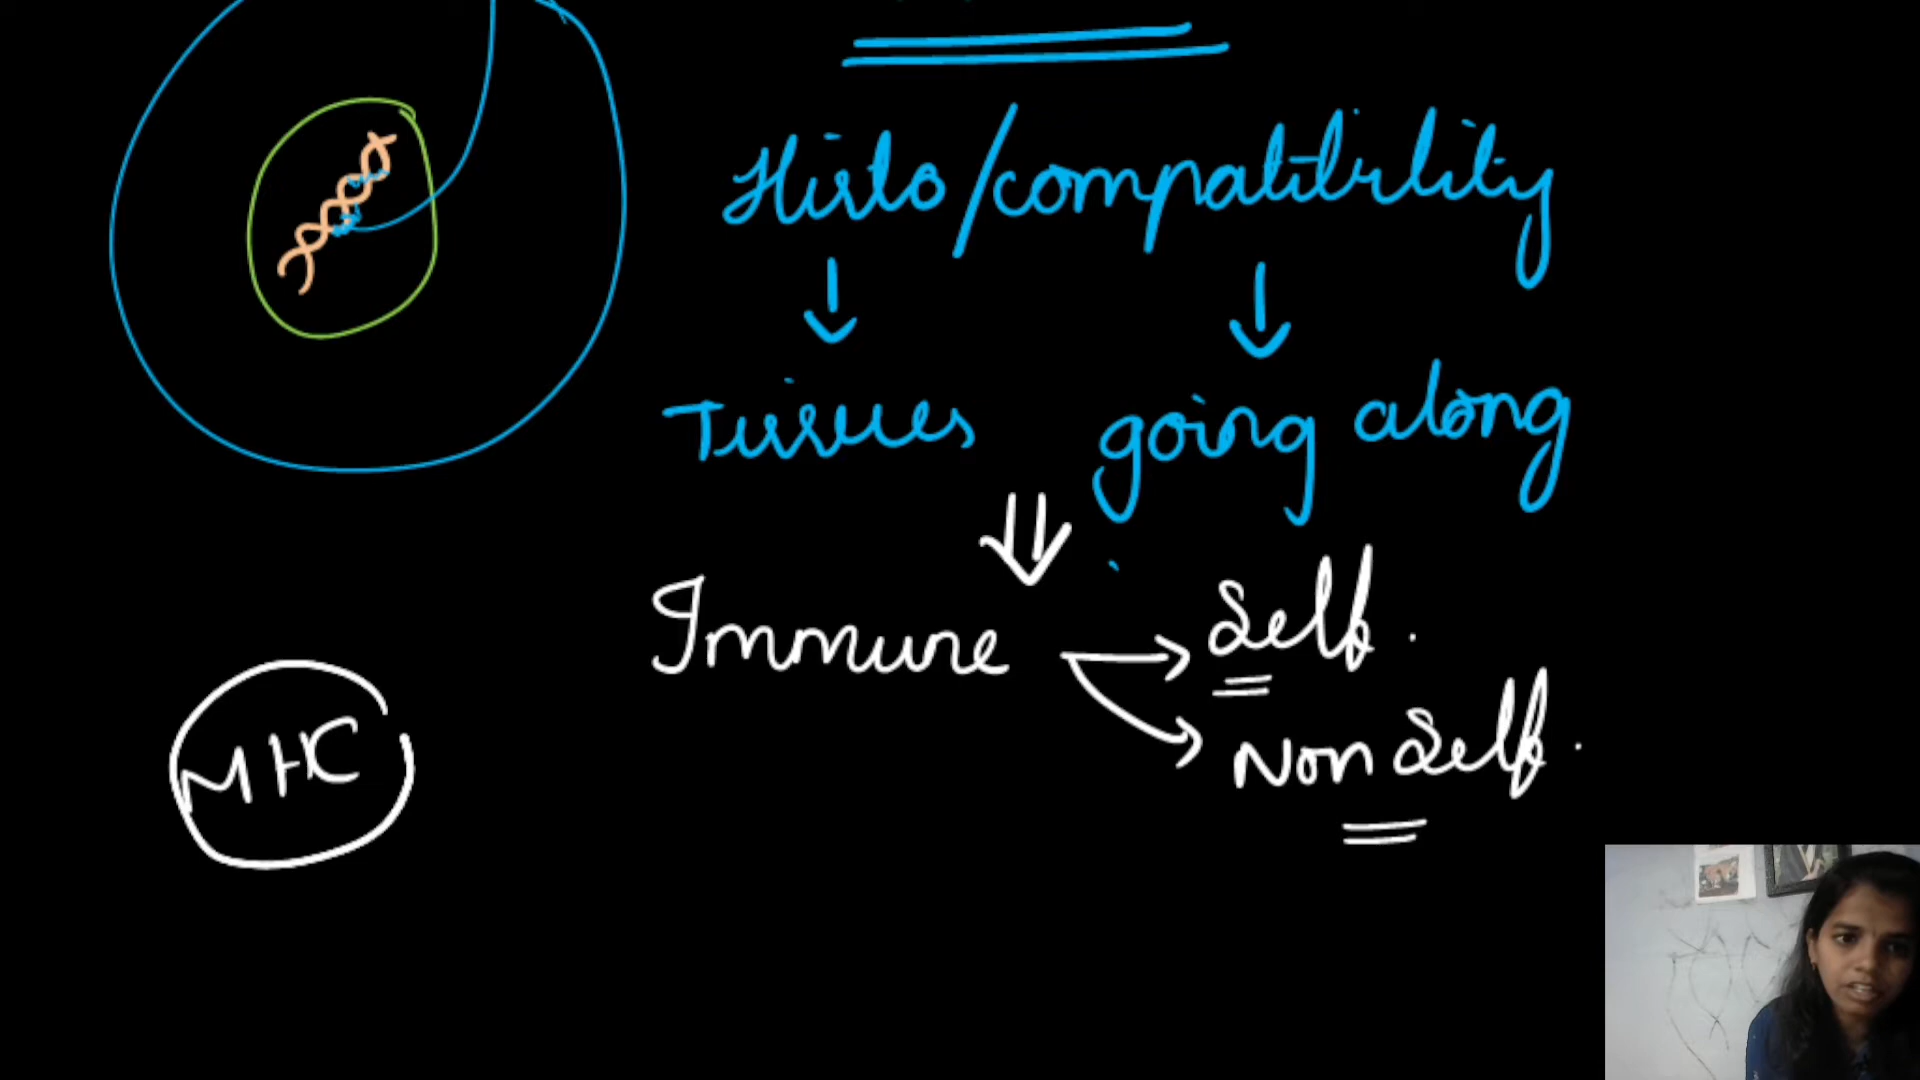 Histo/compatibility
Tissues going along
Immune Self.
Non Self.
MHC